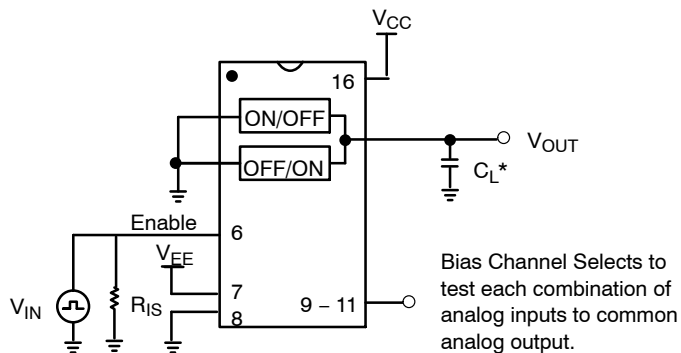 VCC
16
ON/OFF
OFF/ON
VOUT
CL*
Enable
6
VEE
VIN
RIS
7
8
9 – 11
Bias Channel Selects to
test each combination of
analog inputs to common
analog output.